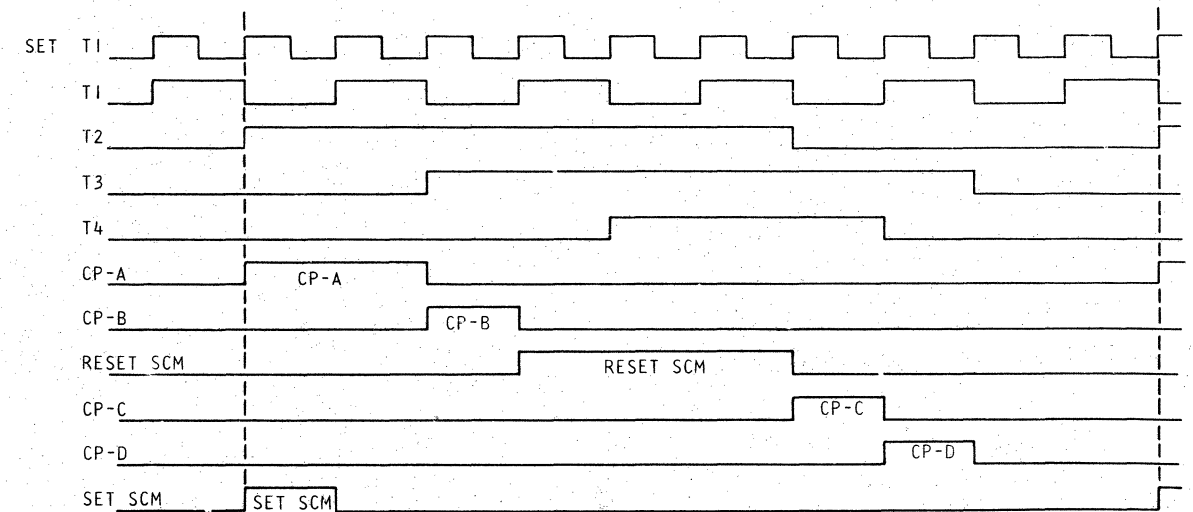 SET T1
T1
T2
T3
T4
CP-A CP-A
CP-B CP-B
RESET SCM RESET SCM
CP-C CP-C
CP-D CP-D
SET SCM SET SCM